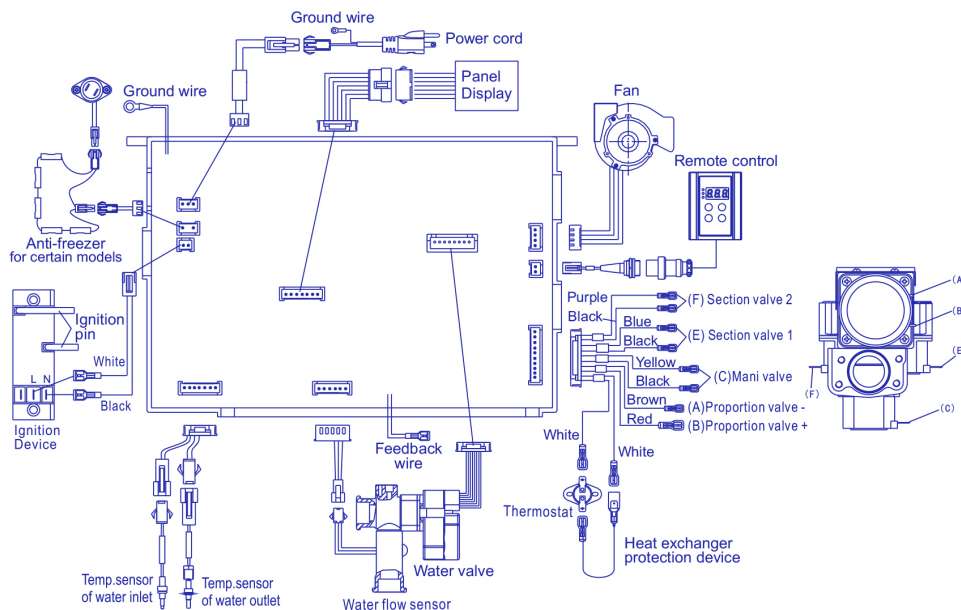 Ground wire
Power cord
Panel
Display
Ground wire
Fan
Remote control
8.8.8
Anti-freezer
for certain models
Purple
(F) Section valve 2
Black
Blue
(E) Section valve 1
Black
Yellow
(C)Mani valve
Black
Brown
(A)Proportion valve -
Red
(B)Proportion valve +
(A
(B
(E
(F)
(C)
Ignition
pin
White
L N
Black
Ignition
Device
White
White
Feedback
wire
Thermostat
Heat exchanger
protection device
Water valve
Temp.sensor
of water inlet
Temp.sensor
of water outlet
Water flow sensor